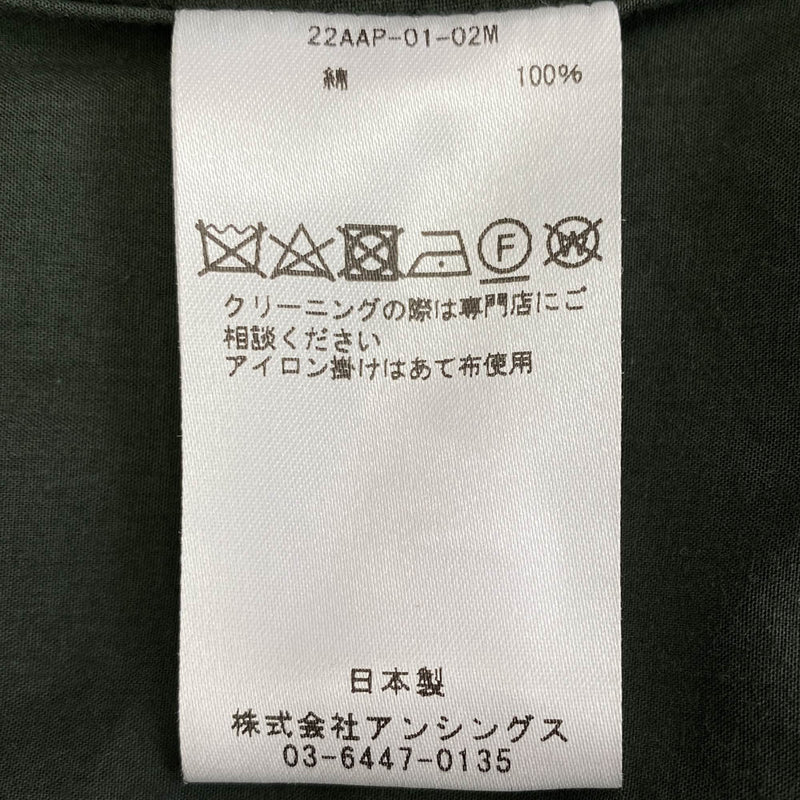 22AAP-01-02M
綿 100%
F W
クリーニングの際は専門店にご
相談ください
アイロン掛けはあて布使用
日本製
株式会社アンシングス
03-6447-0135